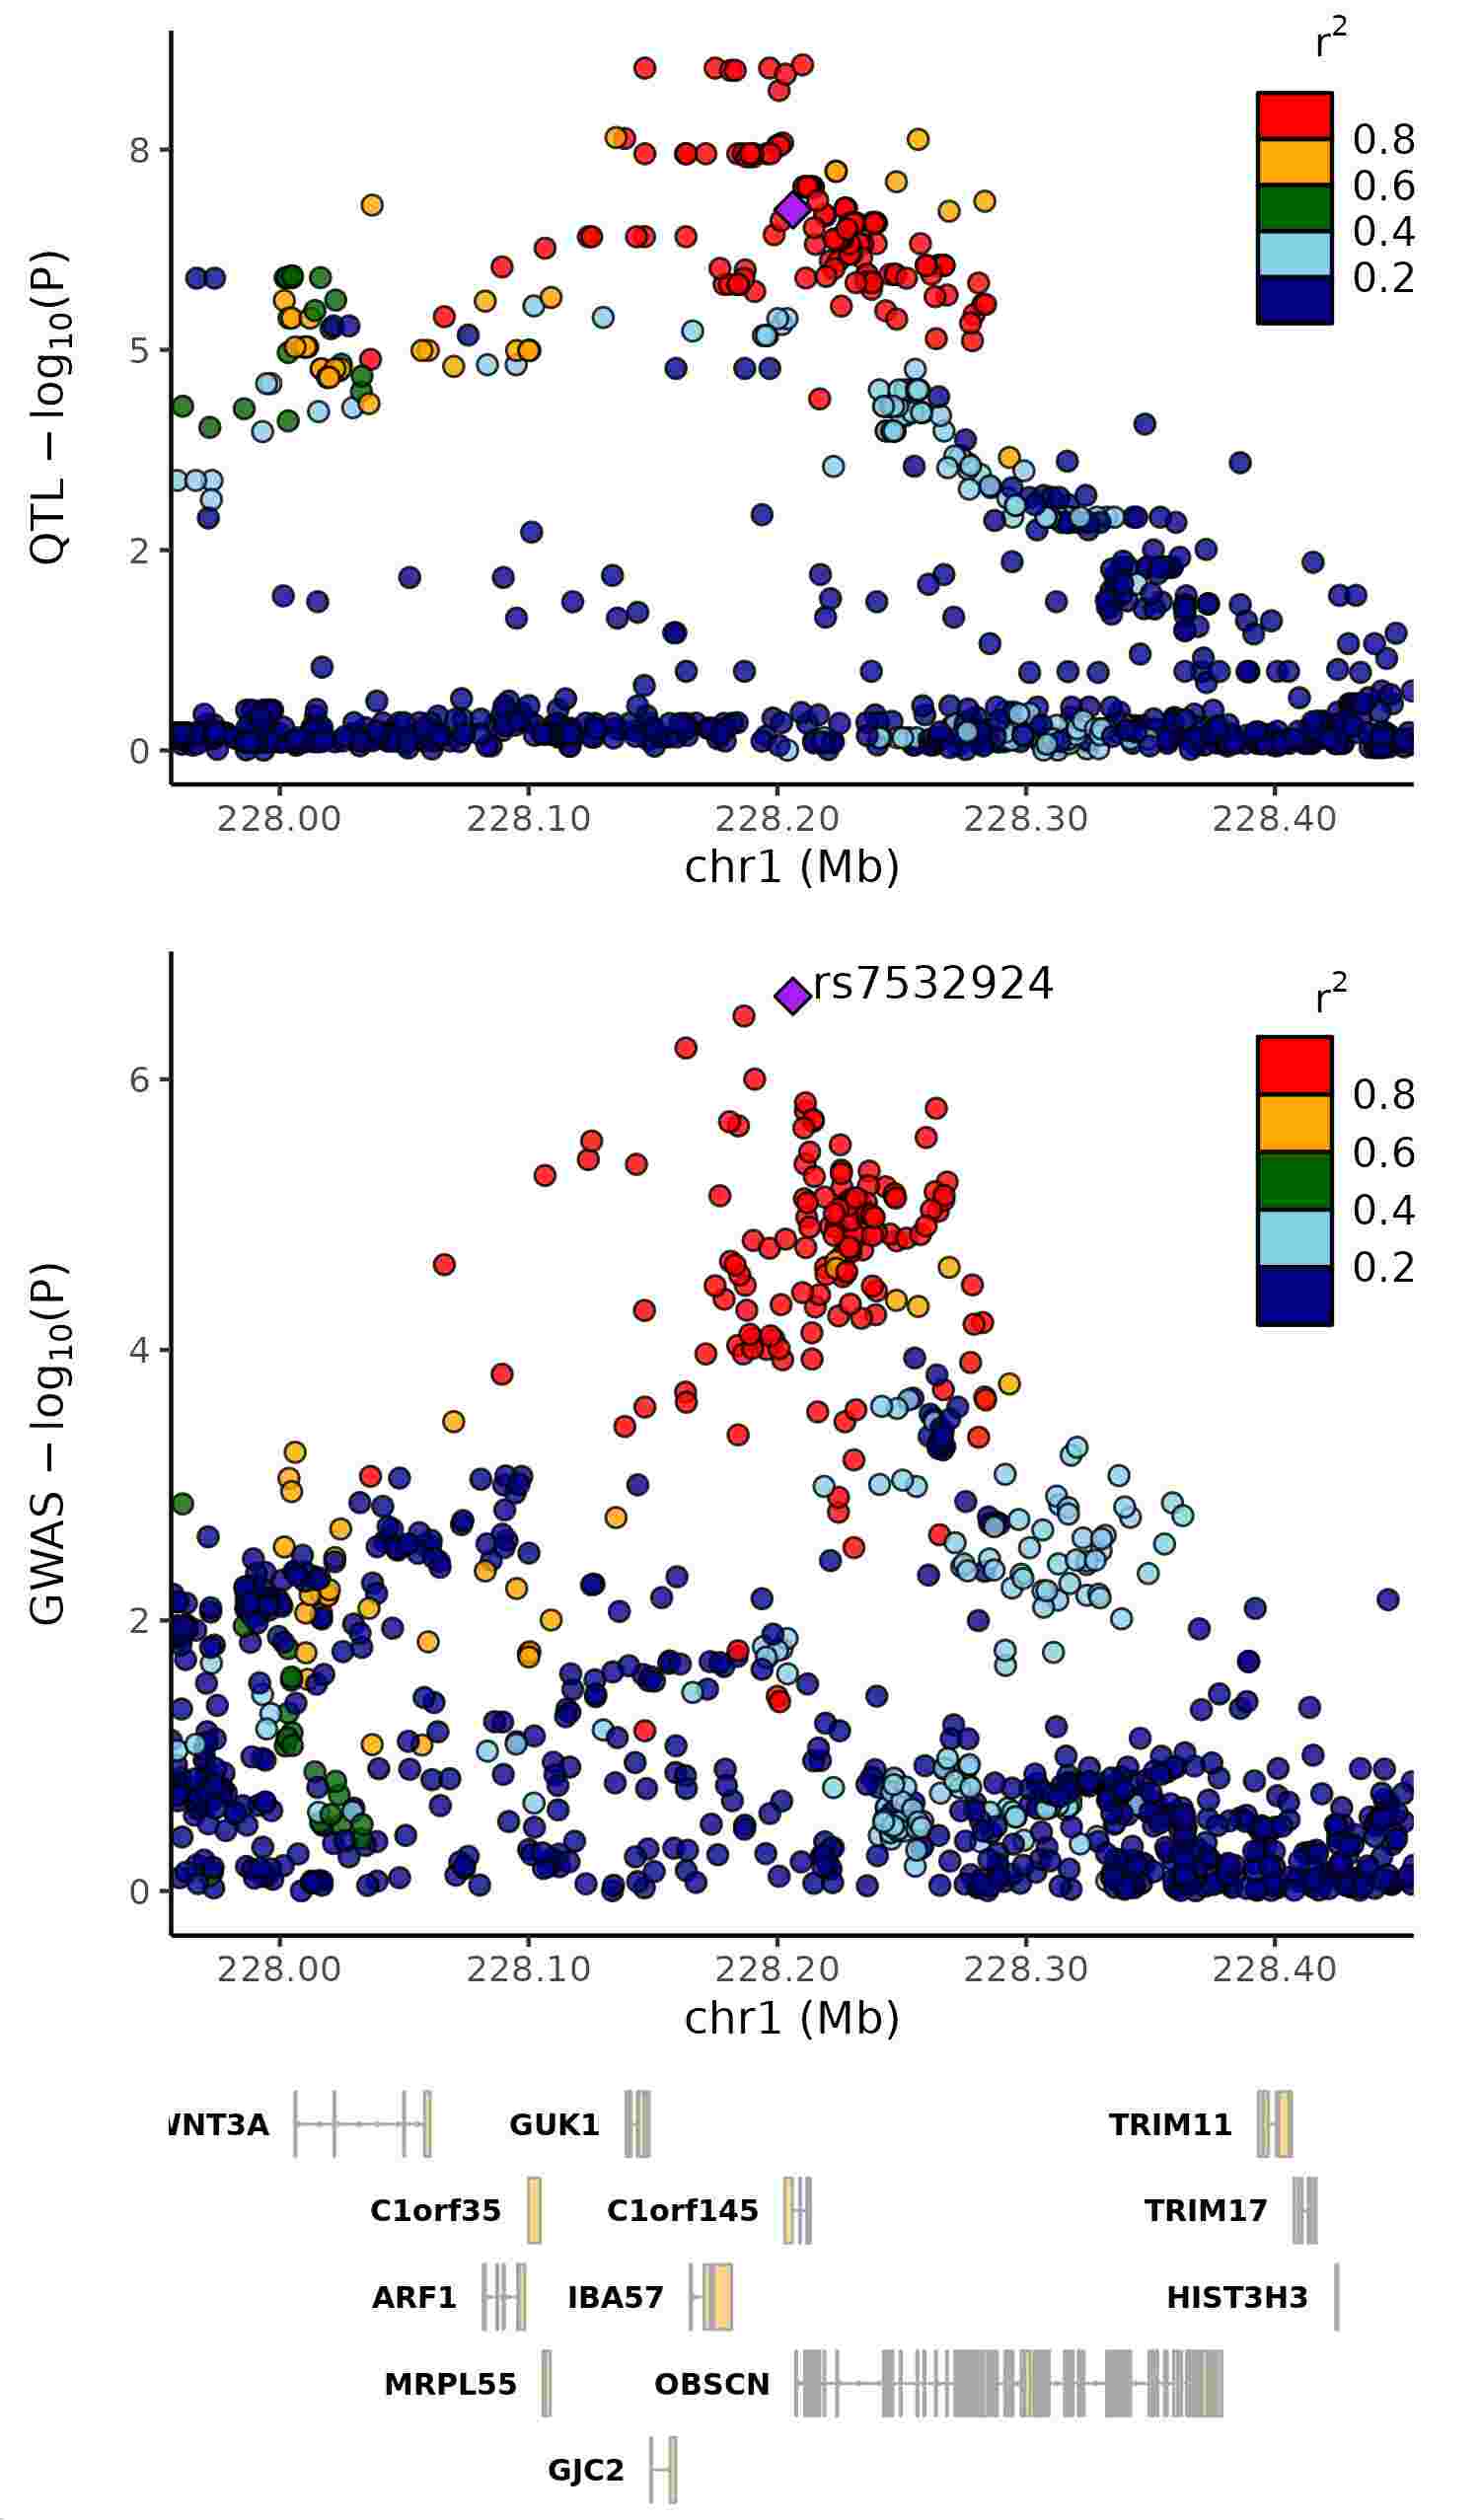 r²
QTL − log₁₀(P)
8
5
2
0
0.8
0.6
0.4
0.2
228.00 228.10 228.20 228.30 228.40
chr1 (Mb)
rs7532924
r²
GWAS − log₁₀(P)
6
4
2
0
0.8
0.6
0.4
0.2
228.00 228.10 228.20 228.30 228.40
chr1 (Mb)
WNT3A GUK1 TRIM11
C1orf35 C1orf145 TRIM17
ARF1 IBA57 HIST3H3
MRPL55 OBSCN
GJC2